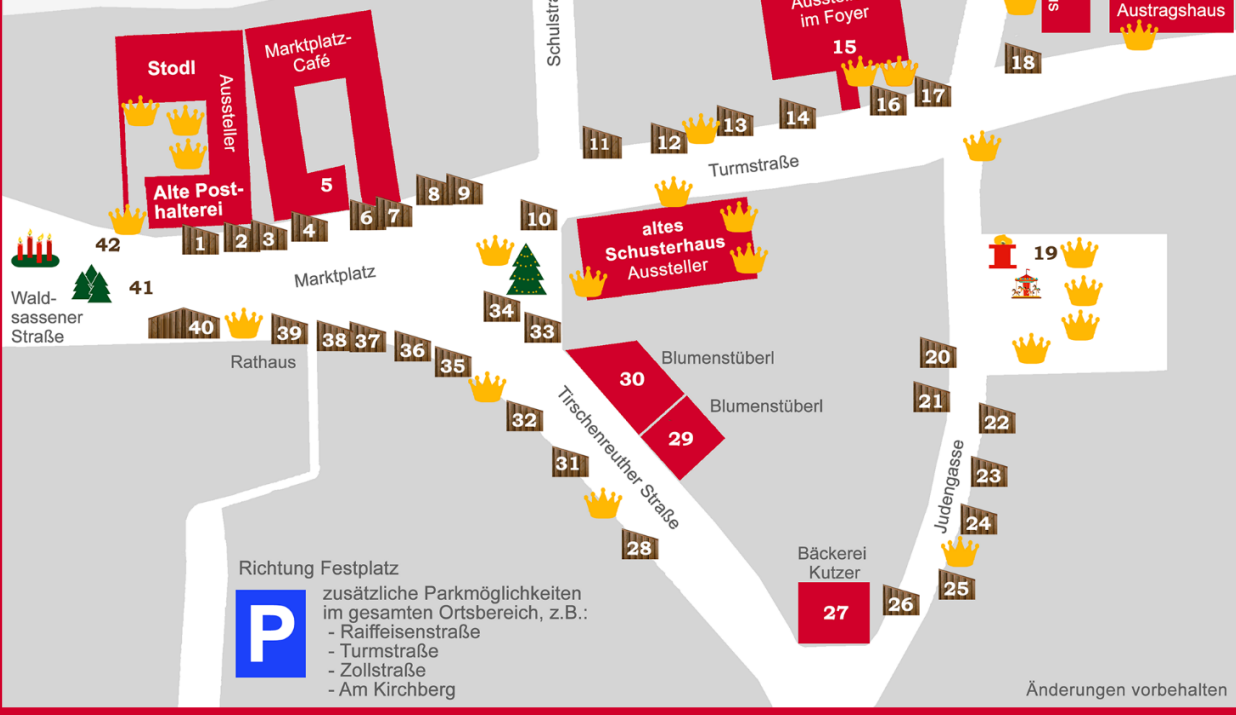 im Foyer
15
Austragshaus
Stodl
Aussteller
Alte Post-
halterei
Marktplatz-
Café
5
18
17
16
14
13
12
11
Turmstraße
8
9
6
7
10
4
3
2
1
42
41
Marktplatz
Wald-
sassener
Straße
altes
Schusterhaus
Aussteller
19
40
39
38
37
36
35
34
33
Rathaus
Blumenstüberl
30
Blumenstüberl
29
Tirschenreuther Straße
32
31
28
20
21
22
23
24
25
26
Judengasse
Bäckerei
Kutzer
27
Richtung Festplatz
P
zusätzliche Parkmöglichkeiten
im gesamten Ortsbereich, z.B.:
- Raiffeisenstraße
- Turmstraße
- Zollstraße
- Am Kirchberg
Änderungen vorbehalten